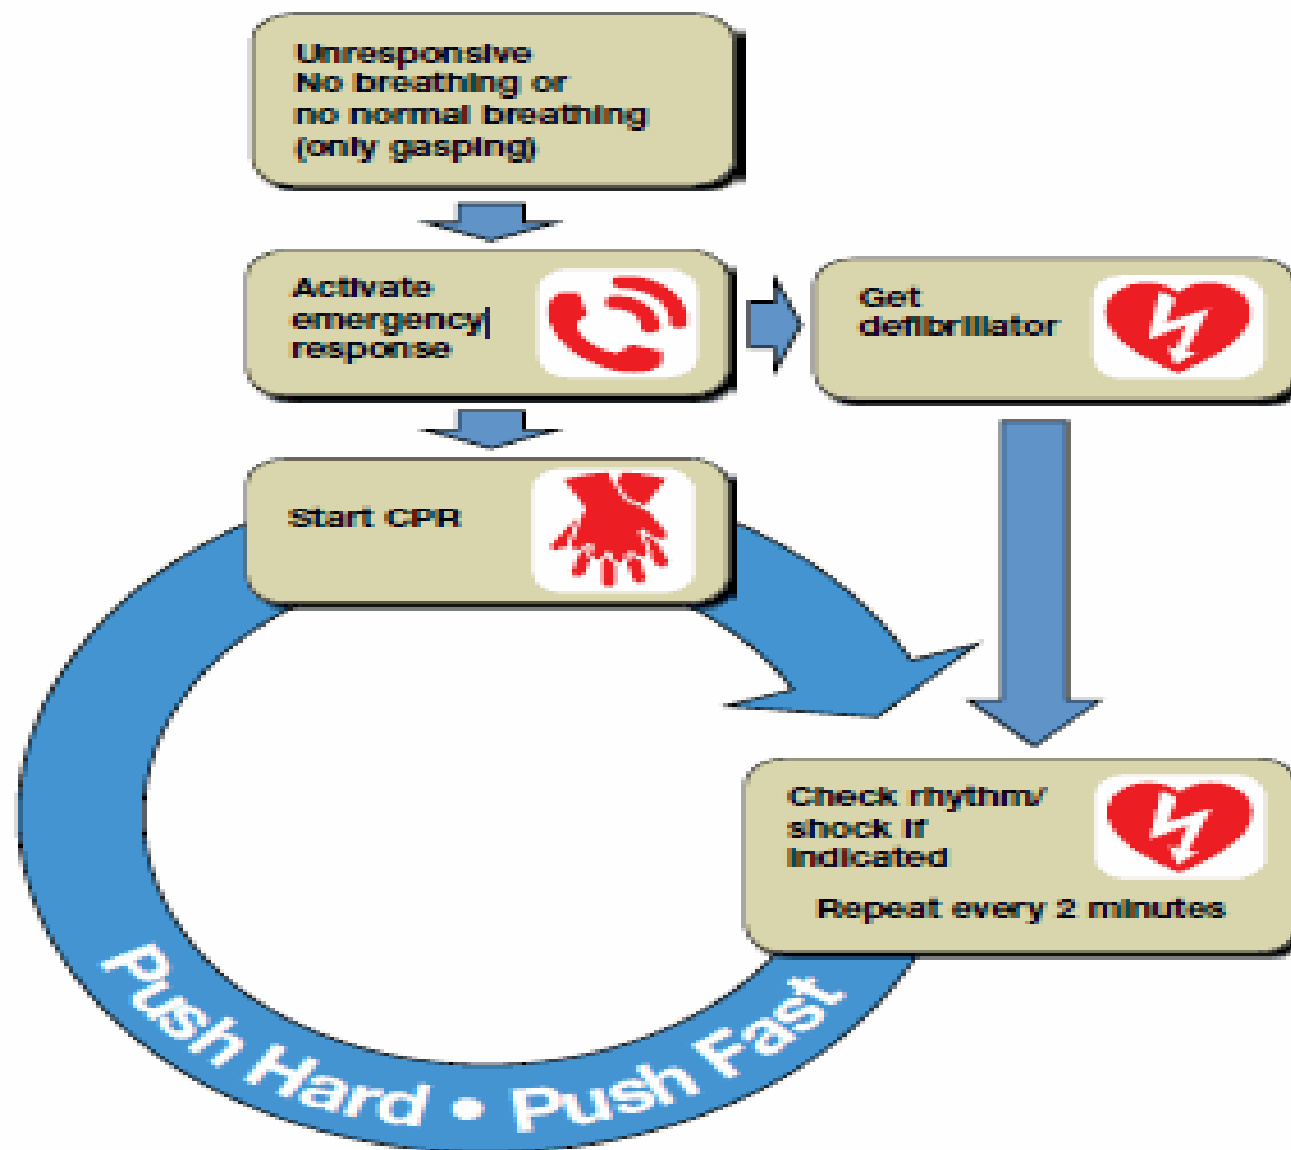 Unresponsive
No breathing or
no normal breathing
(only gasping)
Activate
emergency
response
Get
defibrillator
Start CPR
Check rhythm/
shock if
indicated
Repeat every 2 minutes
Push Hard • Push Fast